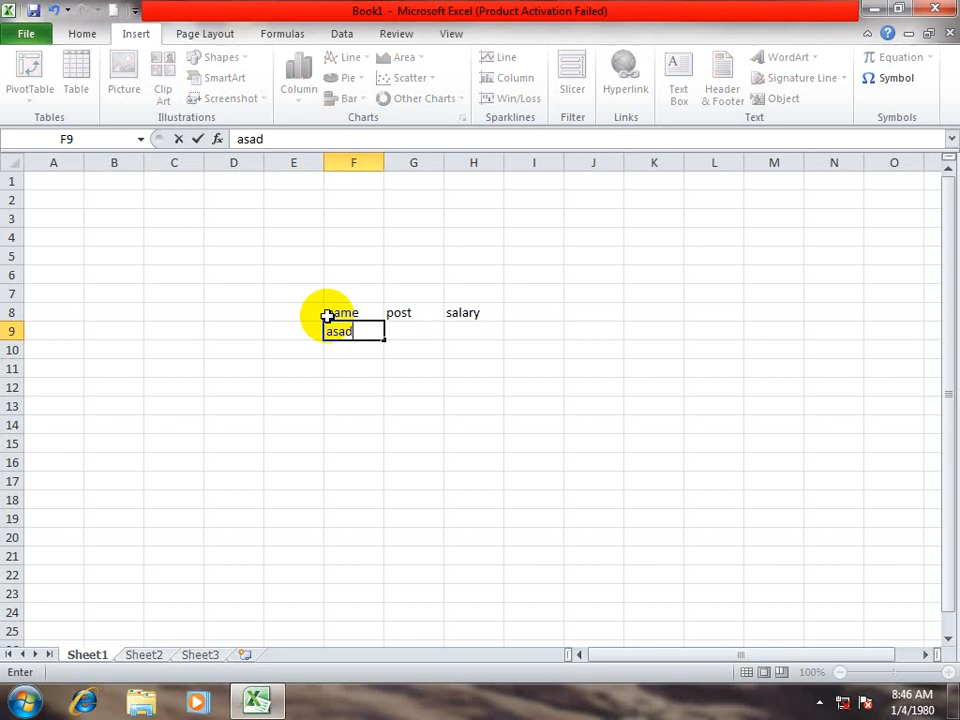 Book1 - Microsoft Excel (Product Activation Failed)
File Home Insert Page Layout Formulas Data Review View
PivotTable Table Picture Clip Art Shapes SmartArt Screenshot Column Line Pie Bar Area Scatter Other Charts Line Column Win/Loss Slicer Hyperlink Text Box Header & Footer WordArt Signature Line Object Equation Symbol
Tables Illustrations Charts Sparklines Filter Links Text Symbols
F9 fx asad
A B C D E F G H I J K L M N O
1
2
3
4
5
6
7
8 name post salary
9 asad
10
11
12
13
14
15
16
17
18
19
20
21
22
23
24
25
Sheet1 Sheet2 Sheet3
Enter 100%
8:46 AM
1/4/1980